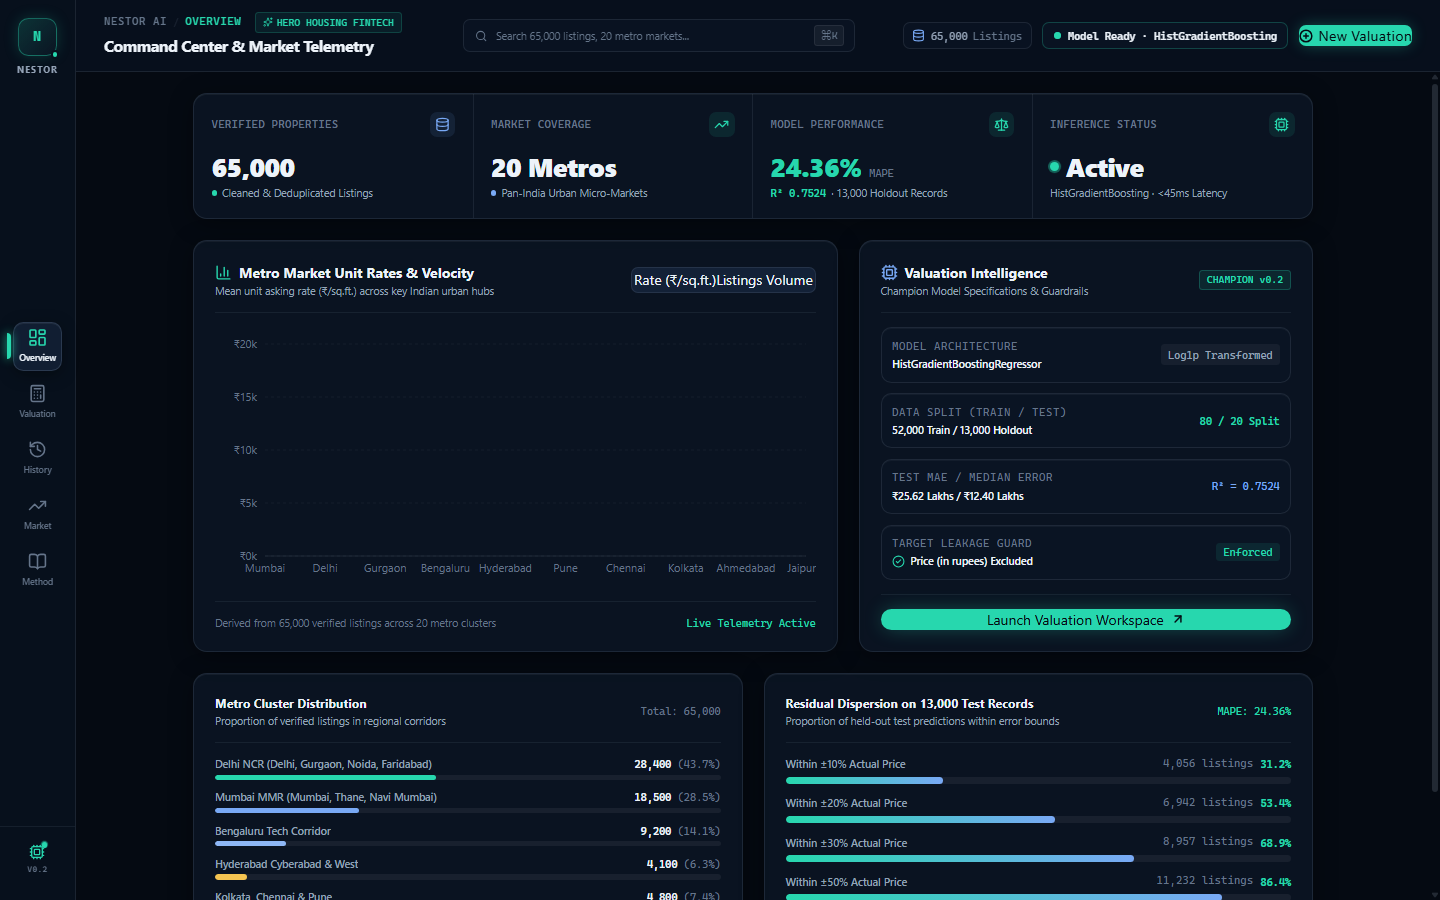 N
NESTOR
NESTOR AI / OVERVIEW
HERO HOUSING FINTECH
Command Center & Market Telemetry
Search 65,000 listings, 20 metro markets...
⌘K
65,000 Listings
Model Ready · HistGradientBoosting
New Valuation
Overview
Valuation
History
Market
Method
V0.2
VERIFIED PROPERTIES
65,000
Cleaned & Deduplicated Listings
MARKET COVERAGE
20 Metros
Pan-India Urban Micro-Markets
MODEL PERFORMANCE
24.36% MAPE
R² 0.7524 · 13,000 Holdout Records
INFERENCE STATUS
Active
HistGradientBoosting · <45ms Latency
Metro Market Unit Rates & Velocity
Mean unit asking rate (₹/sq.ft.) across key Indian urban hubs
Rate (₹/sq.ft.)Listings Volume
₹20k
₹15k
₹10k
₹5k
₹0k
Mumbai Delhi Gurgaon Bengaluru Hyderabad Pune Chennai Kolkata Ahmedabad Jaipur
Derived from 65,000 verified listings across 20 metro clusters
Live Telemetry Active
Valuation Intelligence
Champion Model Specifications & Guardrails
CHAMPION v0.2
MODEL ARCHITECTURE
HistGradientBoostingRegressor
Log1p Transformed
DATA SPLIT (TRAIN / TEST)
52,000 Train / 13,000 Holdout
80 / 20 Split
TEST MAE / MEDIAN ERROR
₹25.62 Lakhs / ₹12.40 Lakhs
R² = 0.7524
TARGET LEAKAGE GUARD
Price (in rupees) Excluded
Enforced
Launch Valuation Workspace
Metro Cluster Distribution
Proportion of verified listings in regional corridors
Total: 65,000
Delhi NCR (Delhi, Gurgaon, Noida, Faridabad) 28,400 (43.7%)
Mumbai MMR (Mumbai, Thane, Navi Mumbai) 18,500 (28.5%)
Bengaluru Tech Corridor 9,200 (14.1%)
Hyderabad Cyberabad & West 4,100 (6.3%)
Kolkata, Chennai & Pune 4,800 (7.4%)
Residual Dispersion on 13,000 Test Records
Proportion of held-out test predictions within error bounds
MAPE: 24.36%
Within ±10% Actual Price 4,056 listings 31.2%
Within ±20% Actual Price 6,942 listings 53.4%
Within ±30% Actual Price 8,957 listings 68.9%
Within ±50% Actual Price 11,232 listings 86.4%